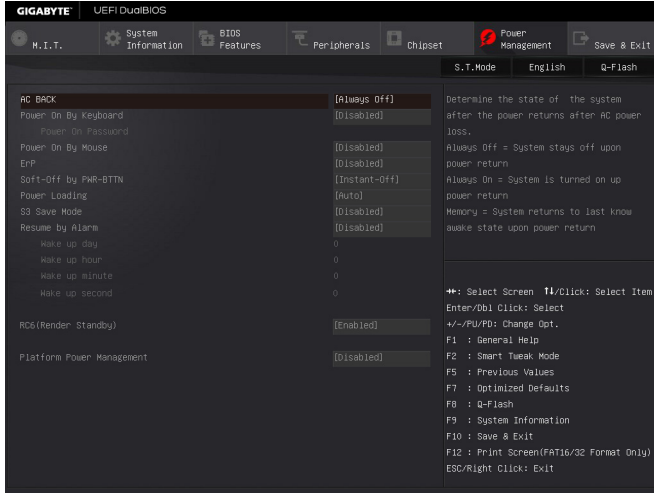 GIGABYTE™ UEFI DualBIOS
M.I.T.
System Information
BIOS Features
Peripherals
Chipset
Power Management
Save & Exit
S.T.Mode English Q-Flash
AC BACK [Always Off]
Power On By Keyboard [Disabled]
Power On Password
Power On By Mouse [Disabled]
ErP [Disabled]
Soft-Off by PWR-BTTN [Instant-Off]
Power Loading [Auto]
S3 Save Mode [Disabled]
Resume by Alarm [Disabled]
Wake up day 0
Wake up hour 0
Wake up minute 0
Wake up second 0
RC6(Render Standby) [Enabled]
Platform Power Management [Disabled]
Determine the state of the system
after the power returns after AC power
loss.
Always Off = System stays off upon
power return
Always On = System is turned on up
power return
Memory = System returns to last know
awake state upon power return
→←: Select Screen ↑↓/Click: Select Item
Enter/Dbl Click: Select
+/-/PU/PD: Change Opt.
F1 : General Help
F2 : Smart Tweak Mode
F5 : Previous Values
F7 : Optimized Defaults
F8 : Q-Flash
F9 : System Information
F10 : Save & Exit
F12 : Print Screen(FAT16/32 Format Only)
ESC/Right Click: Exit